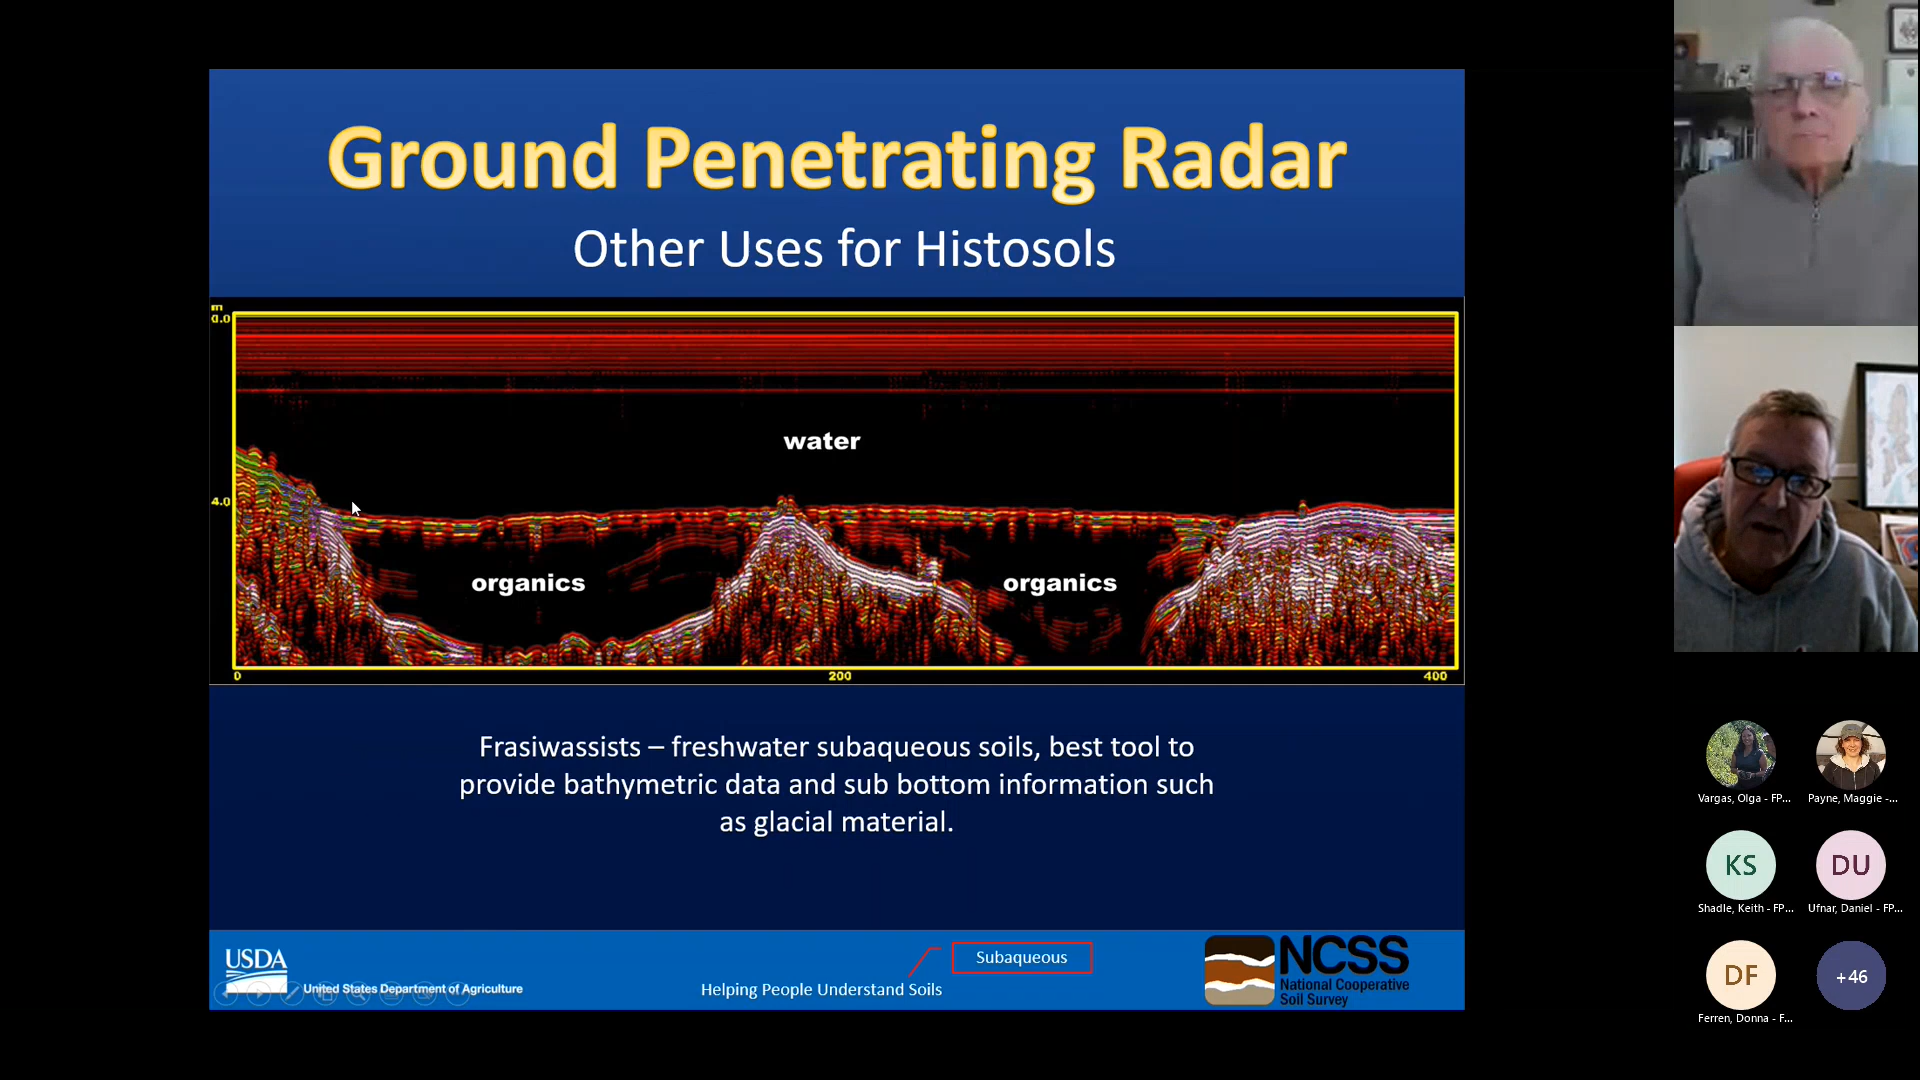 Ground Penetrating Radar
Other Uses for Histosols
m
0.0
water
4.0
organics
organics
0
200
400
Frasiwassists – freshwater subaqueous soils, best tool to
provide bathymetric data and sub bottom information such
as glacial material.
USDA
United States Department of Agriculture
Subaqueous
Helping People Understand Soils
NCSS
National Cooperative
Soil Survey
Vargas, Olga - FP...
Payne, Maggie -...
KS
DU
Shadle, Keith - FP...
Ufnar, Daniel - FP...
DF
+46
Ferren, Donna - F...